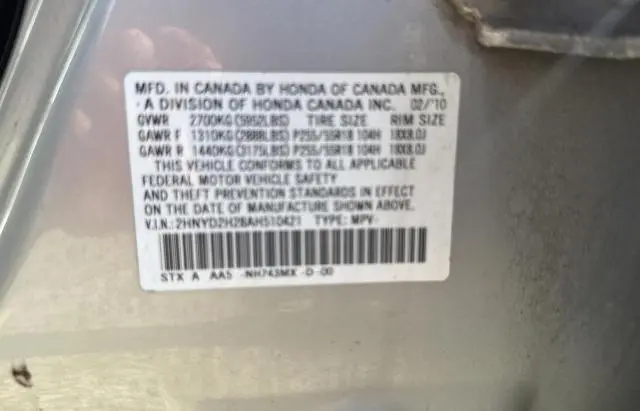 MFD. IN CANADA BY HONDA OF CANADA MFG.,
A DIVISION OF HONDA CANADA INC. 02/'10
GVWR 2700KG(5952LBS) TIRE SIZE RIM SIZE
GAWR F 1310KG(2888LBS) P255/55R18 104H 18X8.0J
GAWR R 1440KG(3175LBS) P255/55R18 104H 18X8.0J
THIS VEHICLE CONFORMS TO ALL APPLICABLE
FEDERAL MOTOR VEHICLE SAFETY
AND THEFT PREVENTION STANDARDS IN EFFECT
ON THE DATE OF MANUFACTURE SHOWN ABOVE.
V.I.N.: 2HNYD2H28AH510421 TYPE: MPV
STX A AA5 -NH743MX -D-00